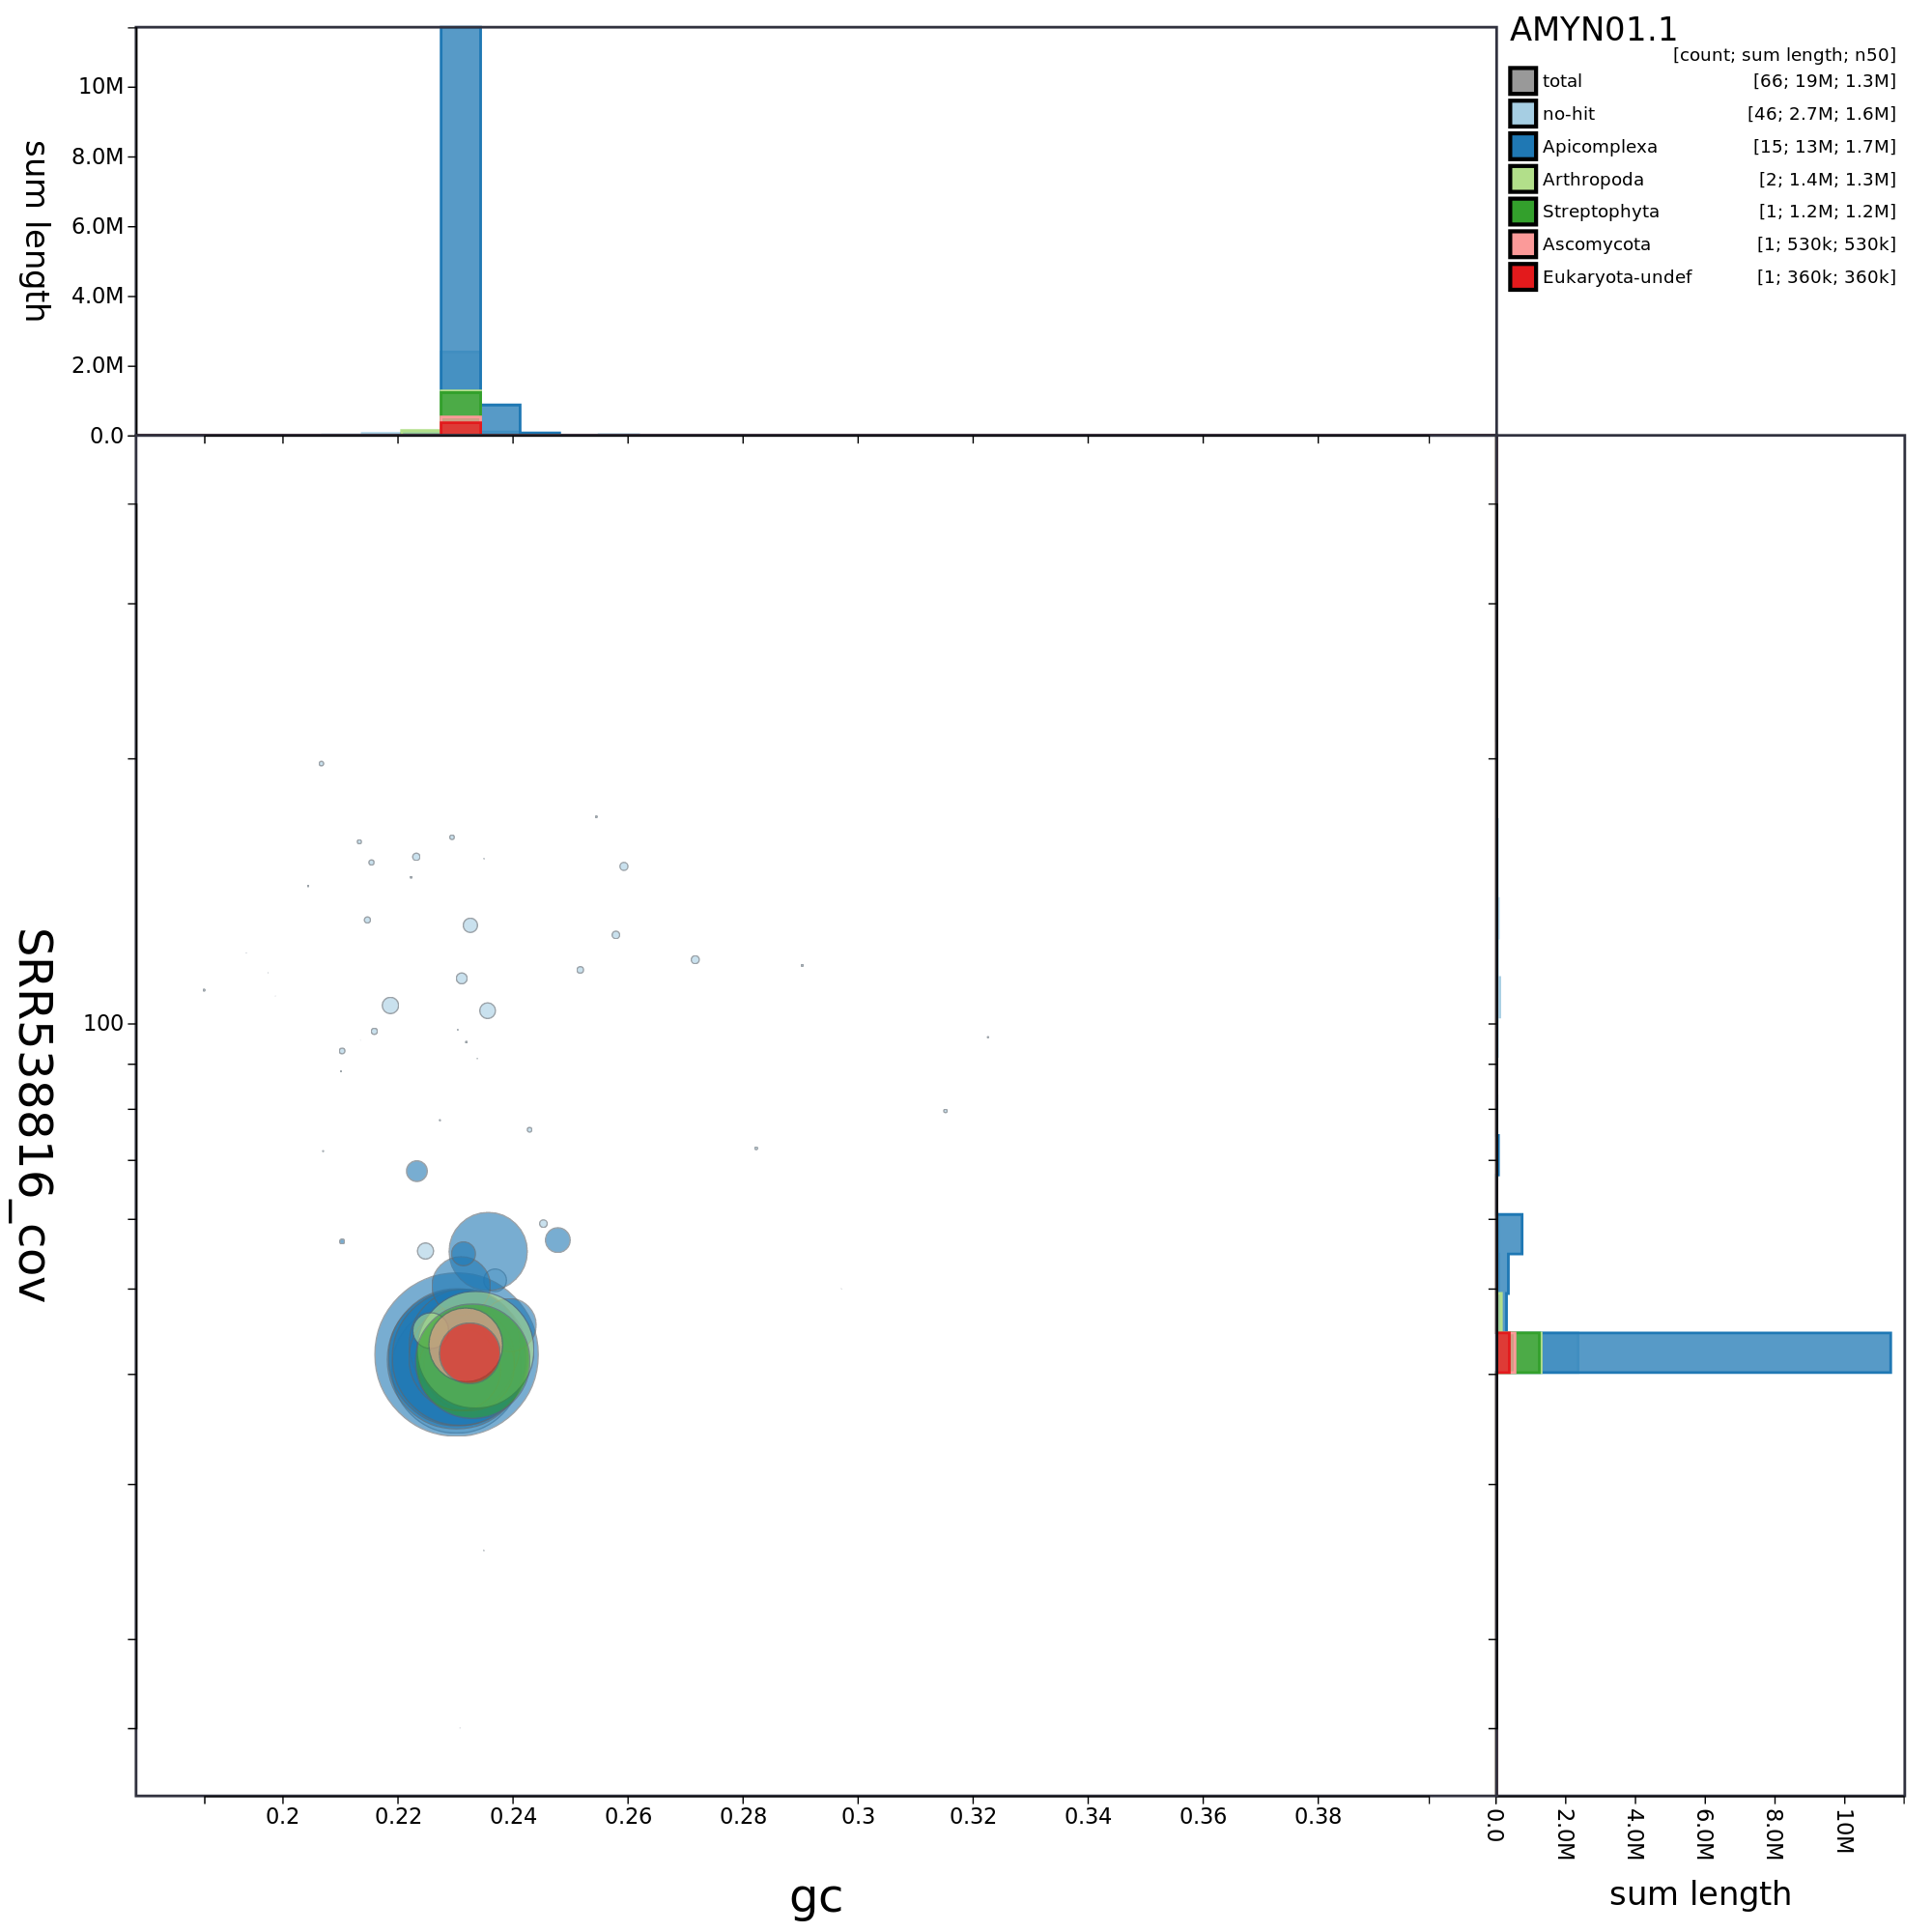 AMYN01.1
[count; sum length; n50]
total [66; 19M; 1.3M]
no-hit [46; 2.7M; 1.6M]
Apicomplexa [15; 13M; 1.7M]
Arthropoda [2; 1.4M; 1.3M]
Streptophyta [1; 1.2M; 1.2M]
Ascomycota [1; 530k; 530k]
Eukaryota-undef [1; 360k; 360k]
sum length
10M
8.0M
6.0M
4.0M
2.0M
0.0
SRR538816_cov
100
0.2 0.22 0.24 0.26 0.28 0.3 0.32 0.34 0.36 0.38
gc
0.0 2.0M 4.0M 6.0M 8.0M 10M
sum length